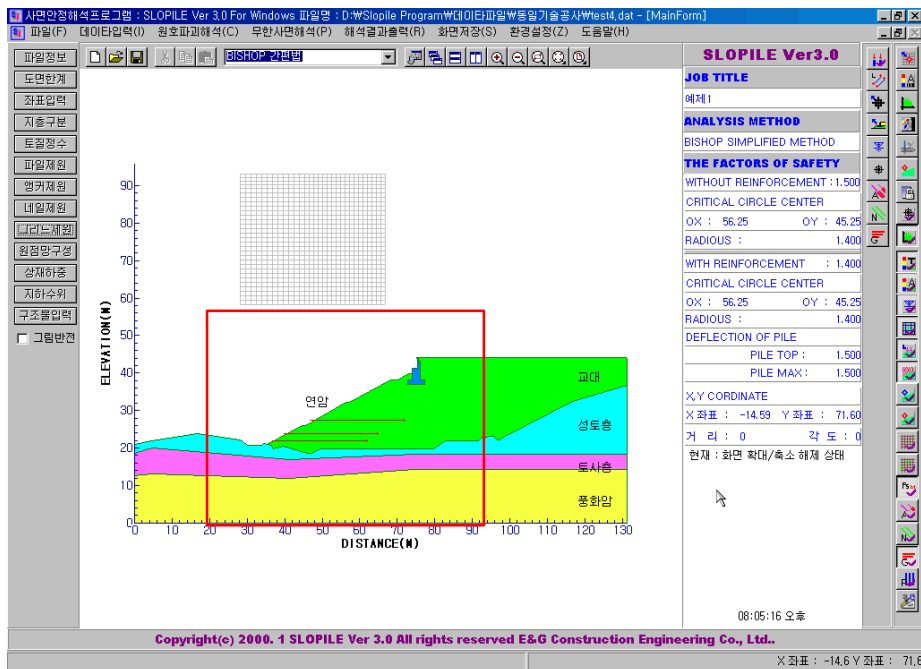 사면안정해석프로그램 : SLOPILE Ver 3.0 For Windows 파일명 : D:₩Slopile Program₩데이타파일₩동일기술공사₩test4.dat - [MainForm]
파일(F) 데이타입력(I) 원호파괴해석(C) 무한사면해석(P) 해석결과출력(R) 화면저장(S) 환경설정(Z) 도움말(H)
BISHOP 간편법
파일정보
도면한계
좌표입력
지층구분
토질정수
파일제원
앵커제원
네일제원
그리드제원
원점망구성
상재하중
지하수위
구조물입력
그림반전
ELEVATION(M)
90
80
70
60
50
40
30
20
10
0
연암
교대
성토층
토사층
풍화암
0 10 20 30 40 50 60 70 80 90 100 110 120 130
DISTANCE(M)
SLOPILE Ver3.0
JOB TITLE
예제1
ANALYSIS METHOD
BISHOP SIMPLIFIED METHOD
THE FACTORS OF SAFETY
WITHOUT REINFORCEMENT : 1.500
CRITICAL CIRCLE CENTER
OX : 56.25 OY : 45.25
RADIOUS : 1.400
WITH REINFORCEMENT : 1.400
CRITICAL CIRCLE CENTER
OX : 56.25 OY : 45.25
RADIOUS : 1.400
DEFLECTION OF PILE
PILE TOP : 1.500
PILE MAX : 1.500
X,Y CORDINATE
X 좌표 : -14.59 Y 좌표 : 71.60
거 리 : 0 각 도 : 0
현재 : 화면 확대/축소 해제 상태
08:05:16 오후
Copyright(c) 2000. 1 SLOPILE Ver 3.0 All rights reserved E&G Construction Engineering Co., Ltd..
X 좌표 : -14.6 Y 좌표 : 71.6